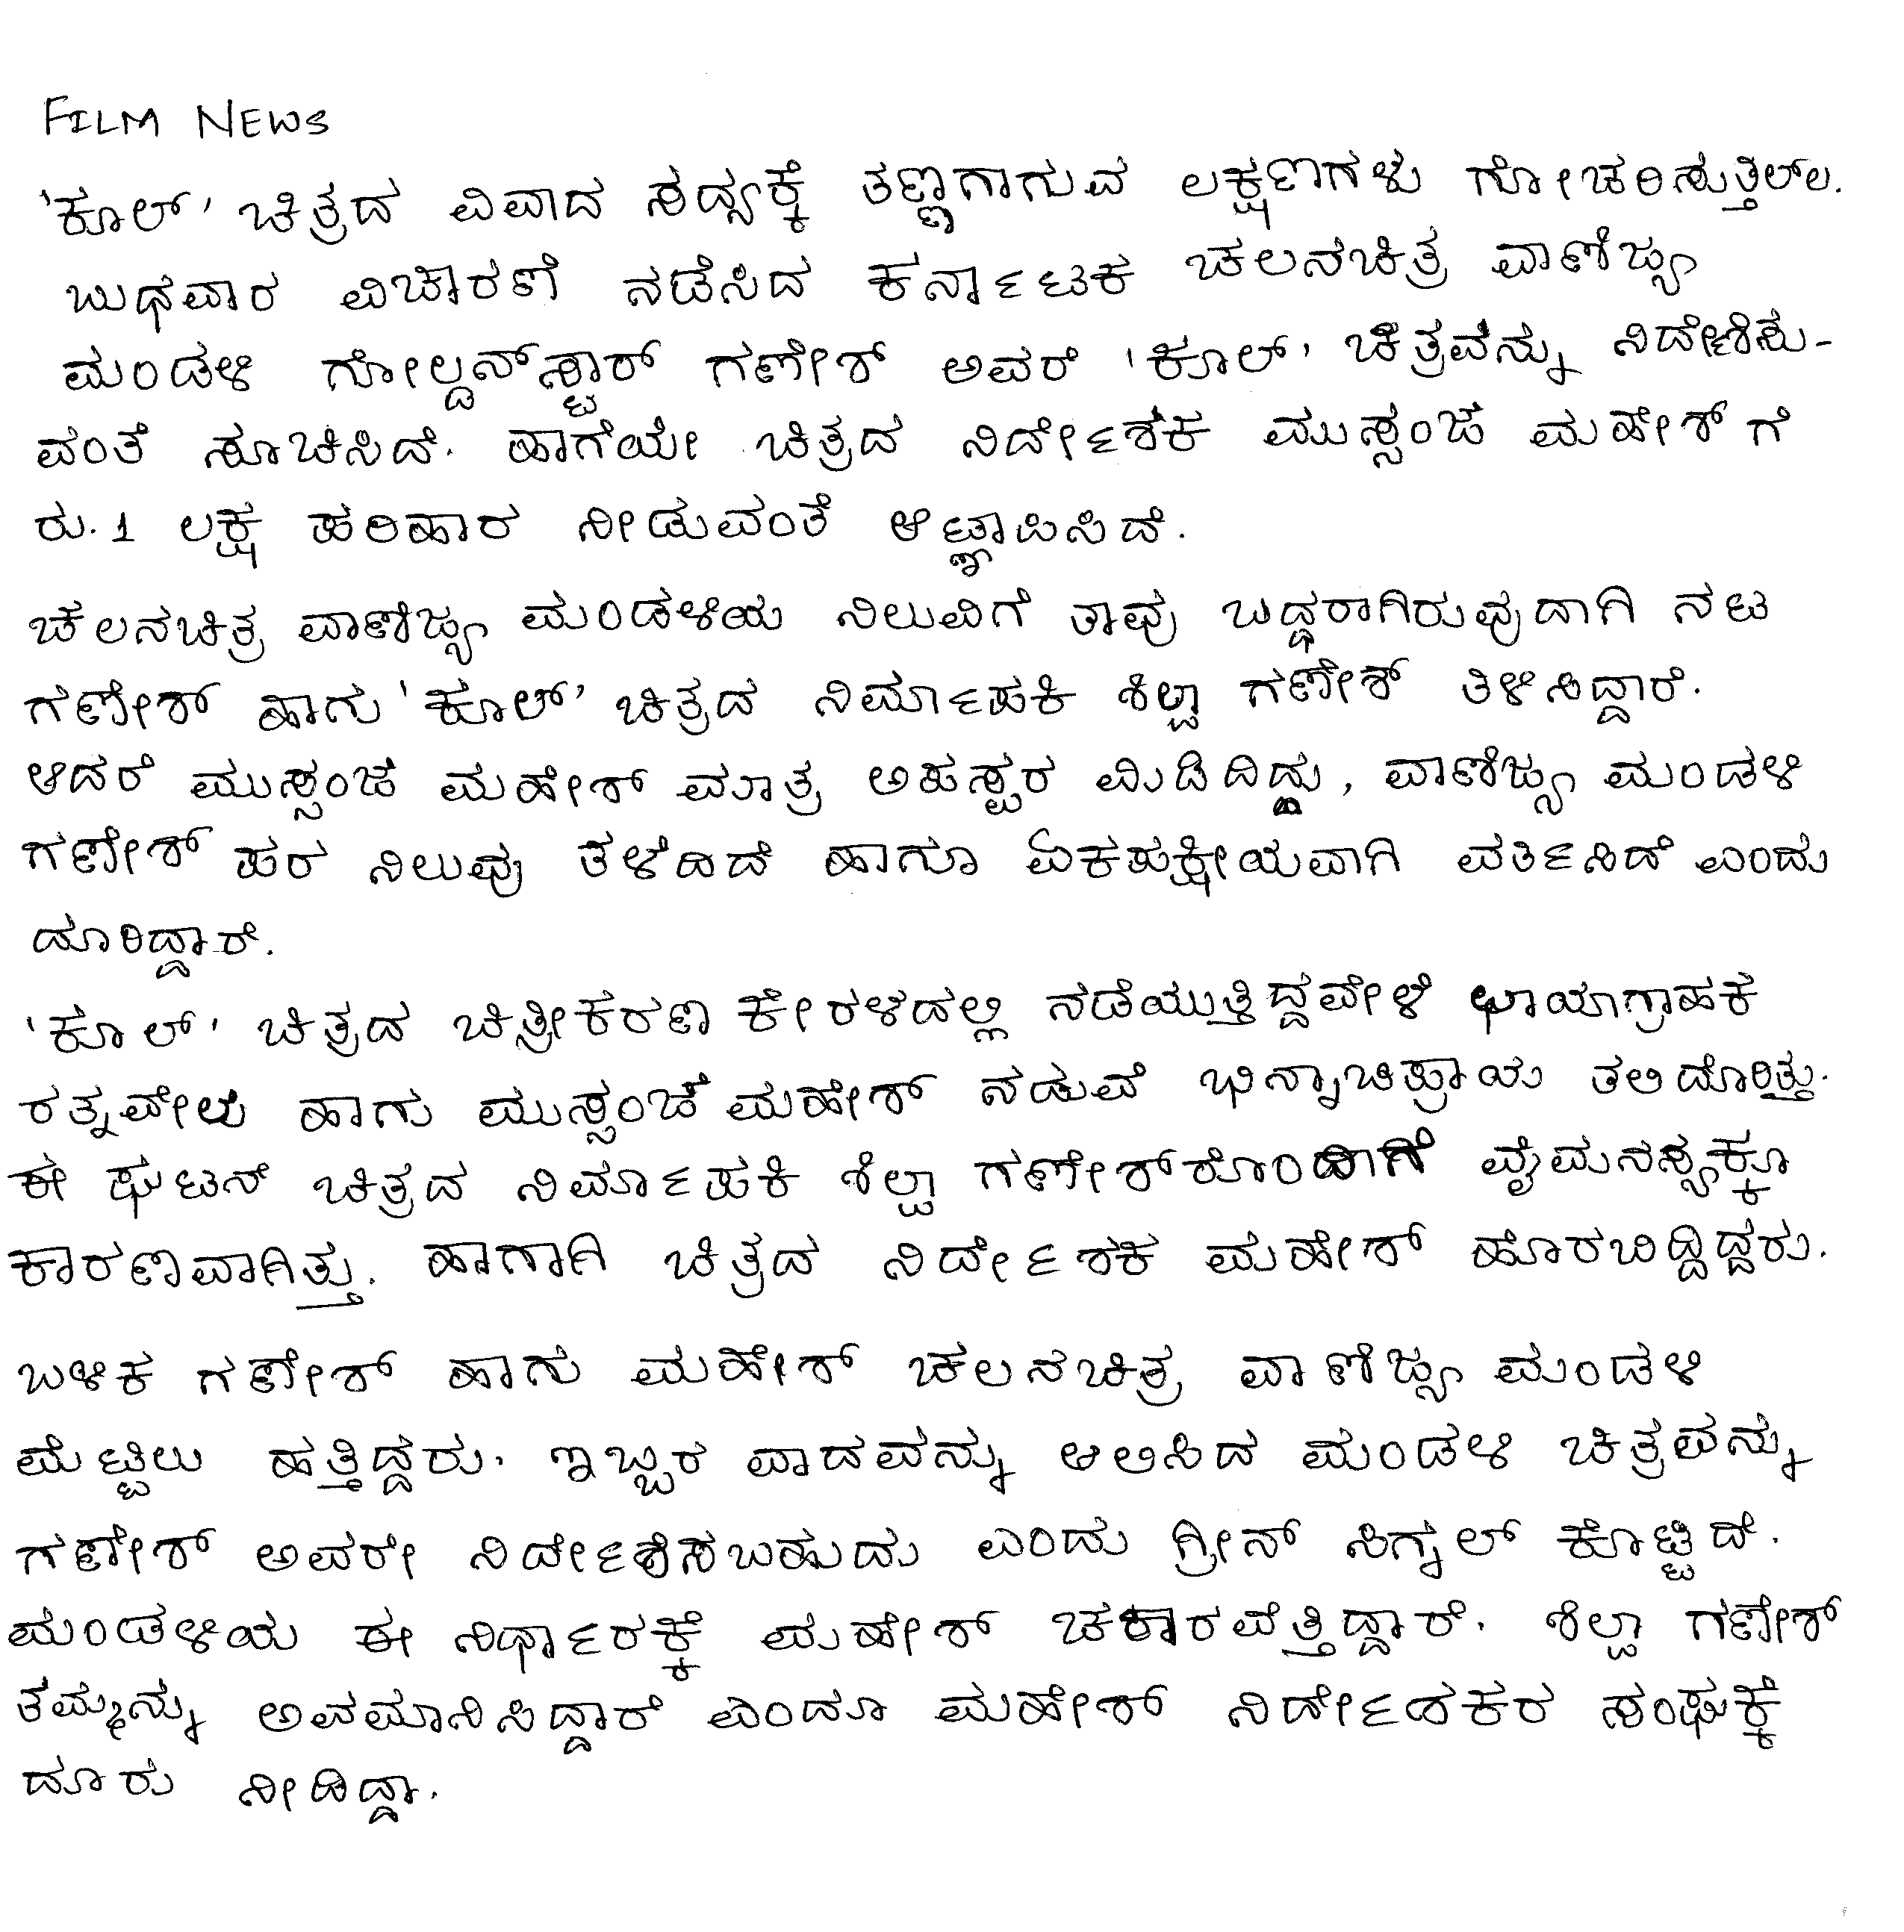 FILM NEWS
'ಕೂಲ್' ಚಿತ್ರದ ವಿವಾದ ಸದ್ಯಕ್ಕೆ ತಣ್ಣಗಾಗುವ ಲಕ್ಷಣಗಳು ಗೋಚರಿಸುತ್ತಿಲ್ಲ.
ಬುಧವಾರ ವಿಚಾರಣೆ ನಡೆಸಿದ ಕರ್ನಾಟಕ ಚಲನಚಿತ್ರ ವಾಣಿಜ್ಯ
ಮಂಡಳಿ ಗೋಲ್ಡನ್‌ಸ್ಟಾರ್ ಗಣೇಶ್ ಅವರೆ 'ಕೂಲ್' ಚಿತ್ರವನ್ನು ನಿದೇಶಿಸು-
ವಂತೆ ಸೂಚಿಸಿದೆ. ಹಾಗೆಯೇ ಚಿತ್ರದ ನಿರ್ದೇಶಕ ಮುಸ್ಸಂಜೆ ಮಹೇಶ್ ಗೆ
ರು. 1 ಲಕ್ಷ ಪರಿಹಾರ ನೀಡುವಂತೆ ಆಜ್ಞಾಪಿಸಿದೆ.
ಚಲನಚಿತ್ರ ವಾಣಿಜ್ಯ ಮಂಡಳಿಯ ನಿಲುವಿಗೆ ತಾವು ಬದ್ಧರಾಗಿರುವುದಾಗಿ ನಟ
ಗಣೇಶ್ ಹಾಗು 'ಕೂಲ್' ಚಿತ್ರದ ನಿರ್ಮಾಪಕಿ ಶಿಲ್ಪಾ ಗಣೇಶ್ ತಿಳಿಸಿದ್ದಾರೆ.
ಆದರೆ ಮುಸ್ಸಂಜೆ ಮಹೇಶ್ ಮಾತ್ರ ಅಪಸ್ವರ ಮಿಡಿದಿದ್ದು, ವಾಣಿಜ್ಯ ಮಂಡಳಿ
ಗಣೇಶ್ ಪರ ನಿಲುವು ತಳೆದಿದೆ ಹಾಗೂ ಏಕಪಕ್ಷೀಯವಾಗಿ ವರ್ತಿಸಿದೆ ಎಂದು
ದೂರಿದ್ದಾರೆ.
'ಕೂಲ್' ಚಿತ್ರದ ಚಿತ್ರೀಕರಣ ಕೇರಳದಲ್ಲಿ ನಡೆಯುತ್ತಿದ್ದವೇಳೆ ಛಾಯಾಗ್ರಾಹಕ
ರತ್ನವೇಲು ಹಾಗು ಮುಸ್ಸಂಜೆ ಮಹೇಶ್ ನಡುವೆ ಭಿನ್ನಾಬಿಪ್ರಾಯ ತಲೆದೊರಿತ್ತು.
ಈ ಘಟನೆ ಚಿತ್ರದ ನಿರ್ಮಾಪಕಿ ಶಿಲ್ಪಾ ಗಣೇಶ್‌ರೊಂದಿಗೆ ವೈಮನಸ್ಸಕ್ಕೂ
ಕಾರಣವಾಗಿತ್ತು. ಹಾಗಾಗಿ ಚಿತ್ರದ ನಿರ್ದೇಶಕ ಮಹೇಶ್ ಹೊರಬಿದ್ದಿದ್ದರು.
ಬಳಿಕ ಗಣೇಶ್ ಹಾಗು ಮಹೇಶ್ ಚಲನಚಿತ್ರ ವಾಣಿಜ್ಯ ಮಂಡಳಿ
ಮೆಟ್ಟಿಲು ಹತ್ತಿದ್ದರು. ಇಬ್ಬರ ವಾದವನ್ನು ಆಲಿಸಿದ ಮಂಡಳಿ ಚಿತ್ರವನ್ನು
ಗಣೇಶ್ ಅವರೇ ನಿರ್ದೇಶಿಸಬಹುದು ಎಂದು ಗ್ರೀನ್ ಸಿಗ್ನಲ್ ಕೊಟ್ಟಿದೆ.
ಮಂಡಳಿಯ ಈ ನಿರ್ಧಾರಕ್ಕೆ ಮಹೇಶ್ ಚಕಾರವೆತ್ತಿದ್ದಾರೆ. ಶಿಲ್ಪಾ ಗಣೇಶ್
ತಮ್ಮನ್ನು ಅವಮಾನಿಸಿದ್ದಾರೆ ಎಂದೂ ಮಹೇಶ್ ನಿರ್ದೇಶಕರ ಸಂಘಕ್ಕೆ
ದೂರು ನೀಡಿದ್ದಾ.